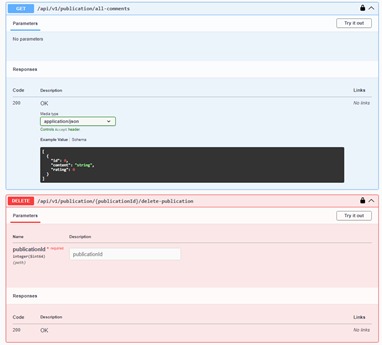 GET /api/v1/publication/all-comments
Parameters Try it out
No parameters
Responses
Code Description Links
200 OK No links
Media type
application/json
Controls Accept header.
Example Value Schema
[
{
"id": 0,
"content": "string",
"rating": 0
}
]
DELETE /api/v1/publication/{publicationId}/delete-publication
Parameters Try it out
Name Description
publicationId * required
integer($int64)
(path)
publicationId
Responses
Code Description Links
200 OK No links